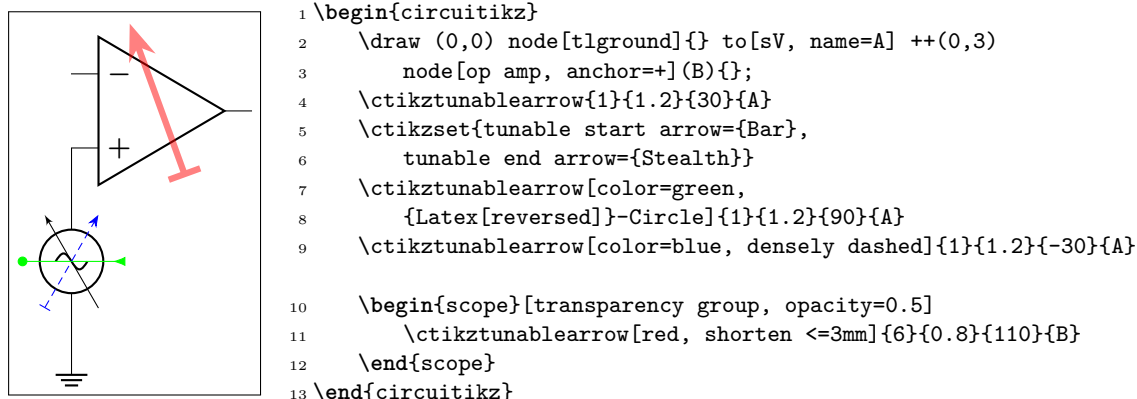 1 \begin{circuitikz}
2 \draw (0,0) node[tlground]{} to[sV, name=A] ++(0,3)
3 node[op amp, anchor=+](B){};
4 \ctikztunablearrow{1}{1.2}{30}{A}
5 \ctikzset{tunable start arrow={Bar},
6 tunable end arrow={Stealth}}
7 \ctikztunablearrow[color=green,
8 {Latex[reversed]}-Circle]{1}{1.2}{90}{A}
9 \ctikztunablearrow[color=blue, densely dashed]{1}{1.2}{-30}{A}
10 \begin{scope}[transparency group, opacity=0.5]
11 \ctikztunablearrow[red, shorten <=3mm]{6}{0.8}{110}{B}
12 \end{scope}
13 \end{circuitikz}